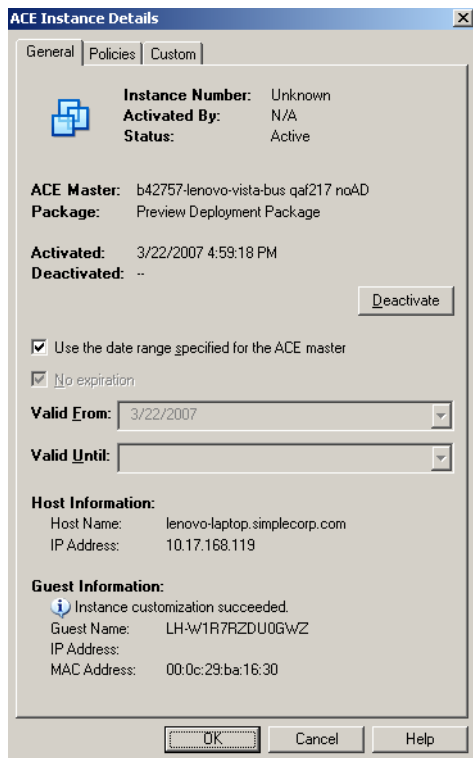 ACE Instance Details
General Policies Custom
Instance Number: Unknown
Activated By: N/A
Status: Active
ACE Master: b42757-lenovo-vista-bus qaf217 noAD
Package: Preview Deployment Package
Activated: 3/22/2007 4:59:18 PM
Deactivated: --
Deactivate
Use the date range specified for the ACE master
No expiration
Valid From: 3/22/2007
Valid Until:
Host Information:
Host Name: lenovo-laptop.simplecorp.com
IP Address: 10.17.168.119
Guest Information:
Instance customization succeeded.
Guest Name: LH-W1R7RZDU0GWZ
IP Address:
MAC Address: 00:0c:29:ba:16:30
OK Cancel Help